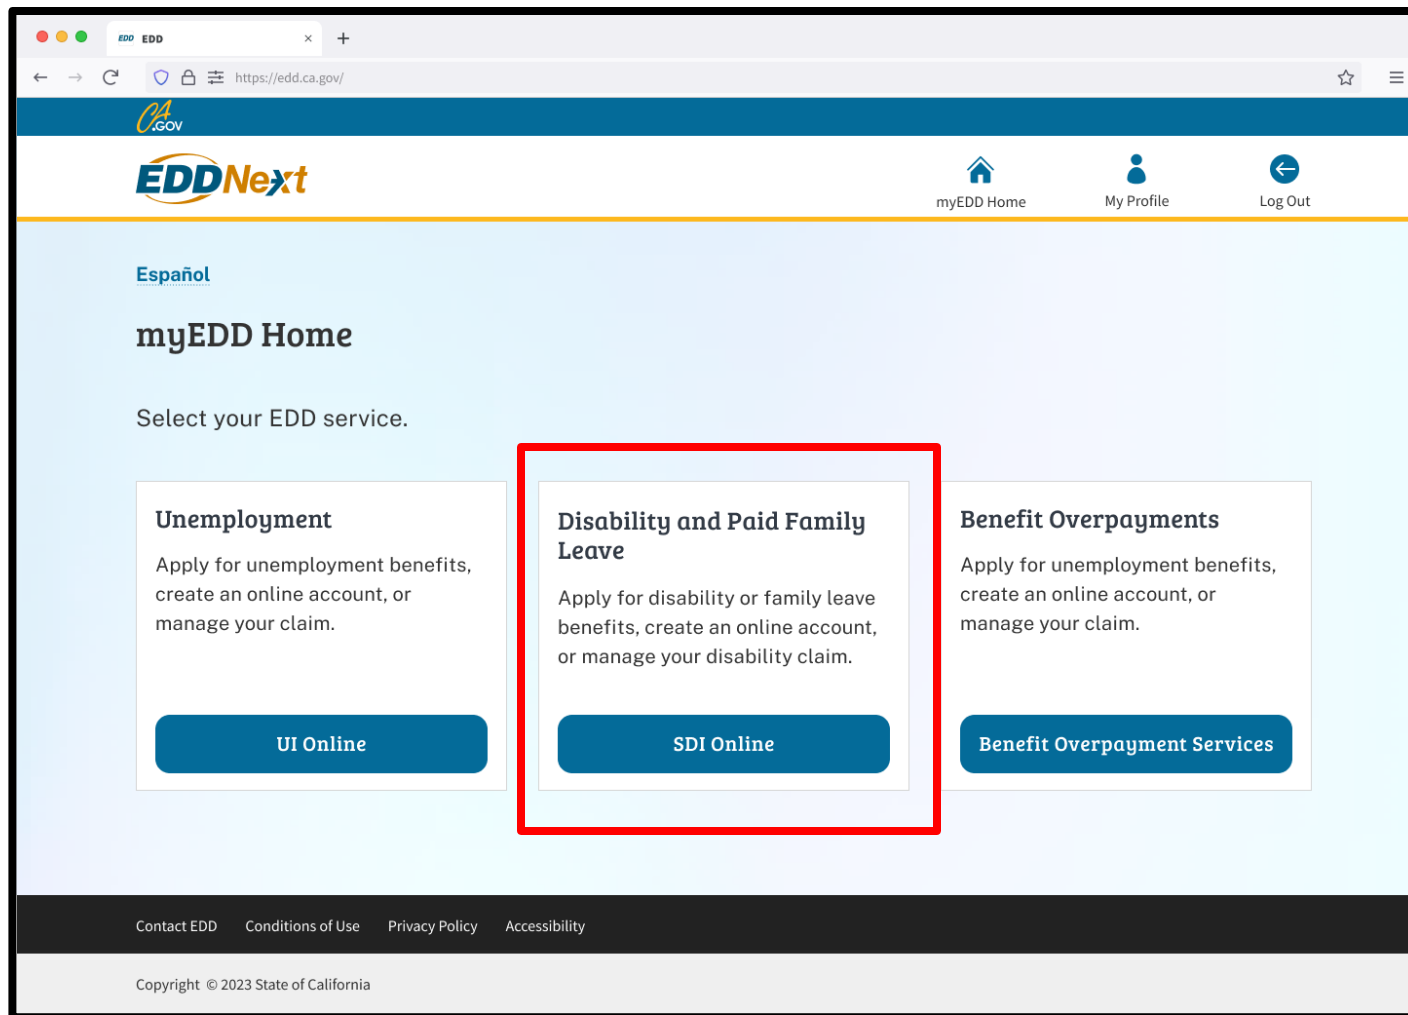 EDD EDD
https://edd.ca.gov/
CA
.GOV
EDDNext
myEDD Home
My Profile
Log Out
Español
myEDD Home
Select your EDD service.
Unemployment
Apply for unemployment benefits,
create an online account, or
manage your claim.
UI Online
Disability and Paid Family
Leave
Apply for disability or family leave
benefits, create an online account,
or manage your disability claim.
SDI Online
Benefit Overpayments
Apply for unemployment benefits,
create an online account, or
manage your claim.
Benefit Overpayment Services
Contact EDD
Conditions of Use
Privacy Policy
Accessibility
Copyright © 2023 State of California